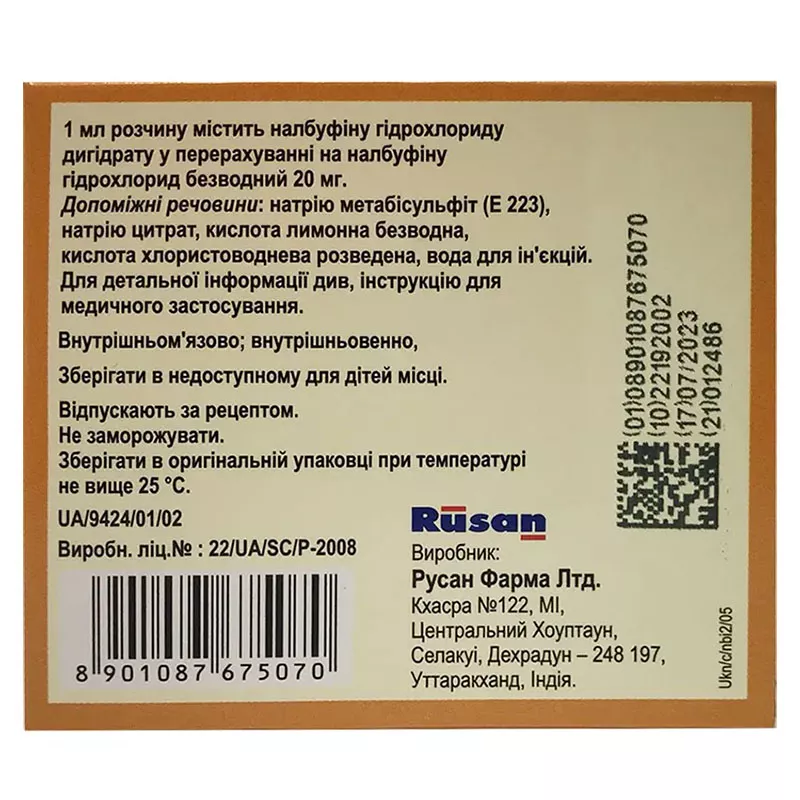 1 мл розчину містить налбуфіну гідрохлориду
дигідрату у перерахуванні на налбуфіну
гідрохлорид безводний 20 мг.
Допоміжні речовини: натрію метабісульфіт (Е 223),
натрію цитрат, кислота лимонна безводна,
кислота хлористоводнева розведена, вода для ін'єкцій.
Для детальної інформації див, інструкцію для
медичного застосування.
Внутрішньом'язово; внутрішньовенно,
Зберігати в недоступному для дітей місці.
Відпускають за рецептом.
Не заморожувати.
Зберігати в оригінальній упаковці при температурі
не вище 25 °C.
UA/9424/01/02
Виробн. ліц.№ : 22/UA/SC/P-2008
8 901087 675070
Rūsan
Виробник:
Русан Фарма Лтд.
Кхасра №122, МІ,
Центральний Хоуптаун,
Селакуі, Дехрадун – 248 197,
Уттаракханд, Індія.
(01)08901087675070
(10)22192002
(17)07/2023
(21)012486
Ukn/c/nbi2/05